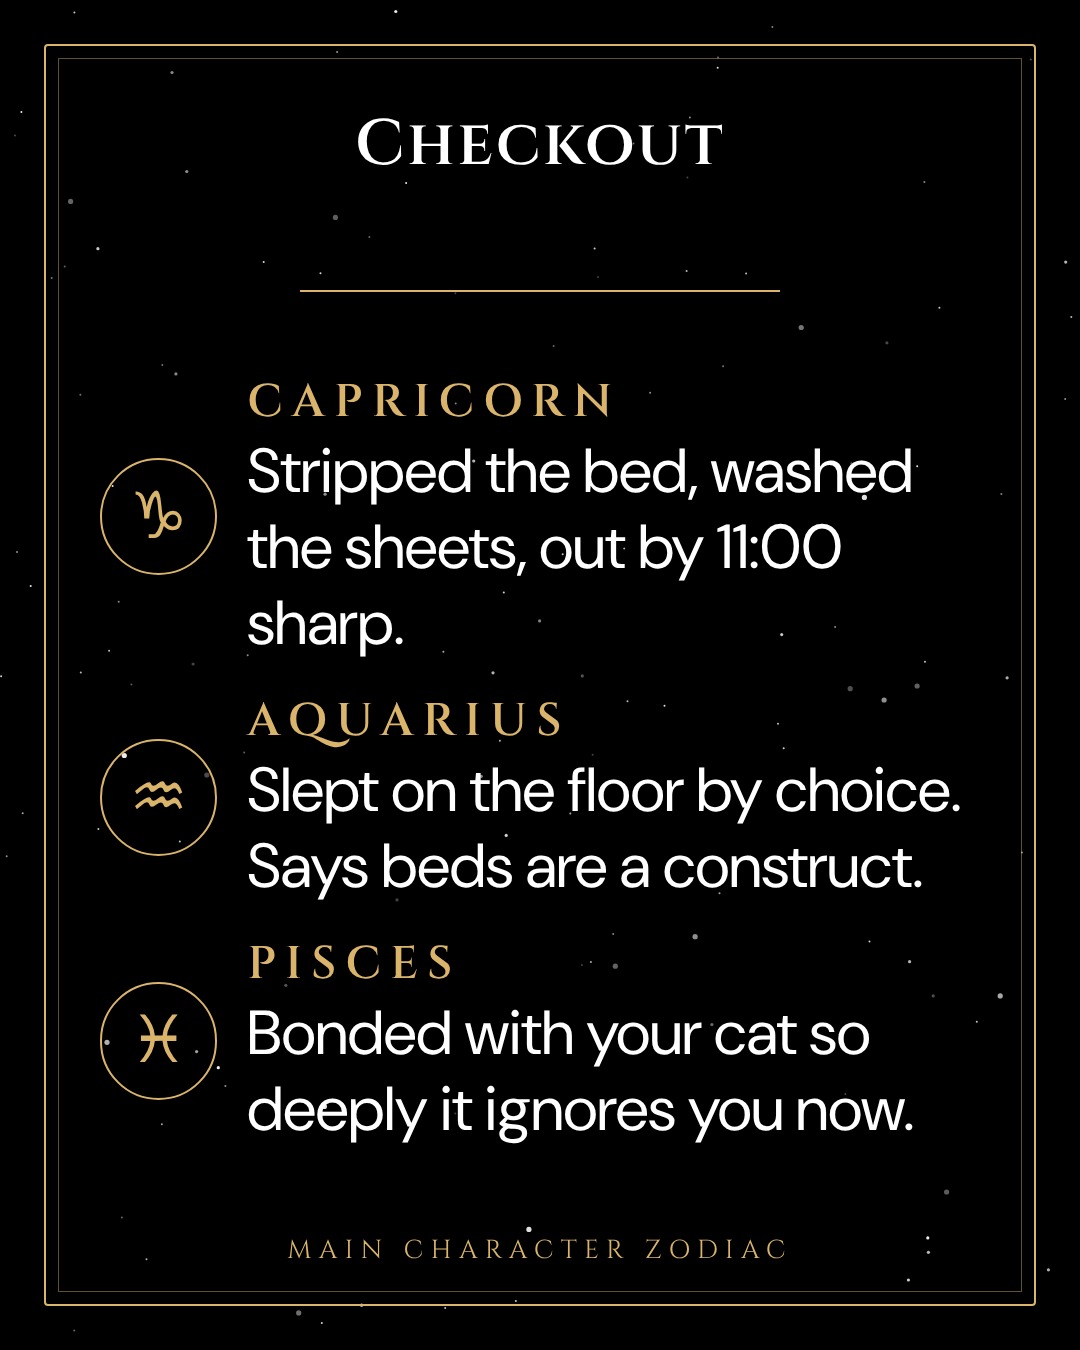 Checkout
CAPRICORN
Stripped the bed, washed
the sheets, out by 11:00
sharp.
AQUARIUS
Slept on the floor by choice.
Says beds are a construct.
PISCES
Bonded with your cat so
deeply it ignores you now.
MAIN CHARACTER ZODIAC